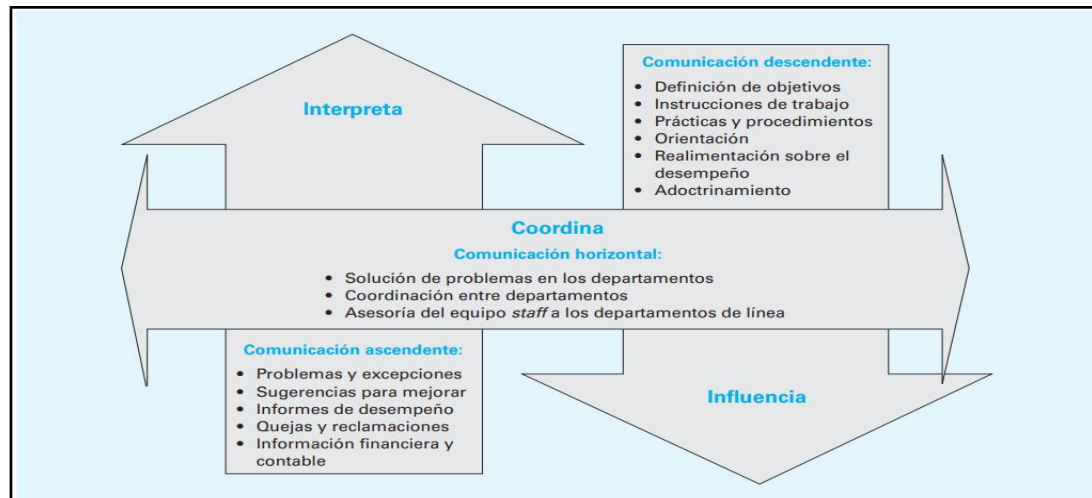 Interpreta
Comunicación descendente:
• Definición de objetivos
• Instrucciones de trabajo
• Prácticas y procedimientos
• Orientación
• Realimentación sobre el
desempeño
• Adoctrinamiento
Coordina
Comunicación horizontal:
• Solución de problemas en los departamentos
• Coordinación entre departamentos
• Asesoría del equipo staff a los departamentos de línea
Comunicación ascendente:
• Problemas y excepciones
• Sugerencias para mejorar
• Informes de desempeño
• Quejas y reclamaciones
• Información financiera y
contable
Influencia